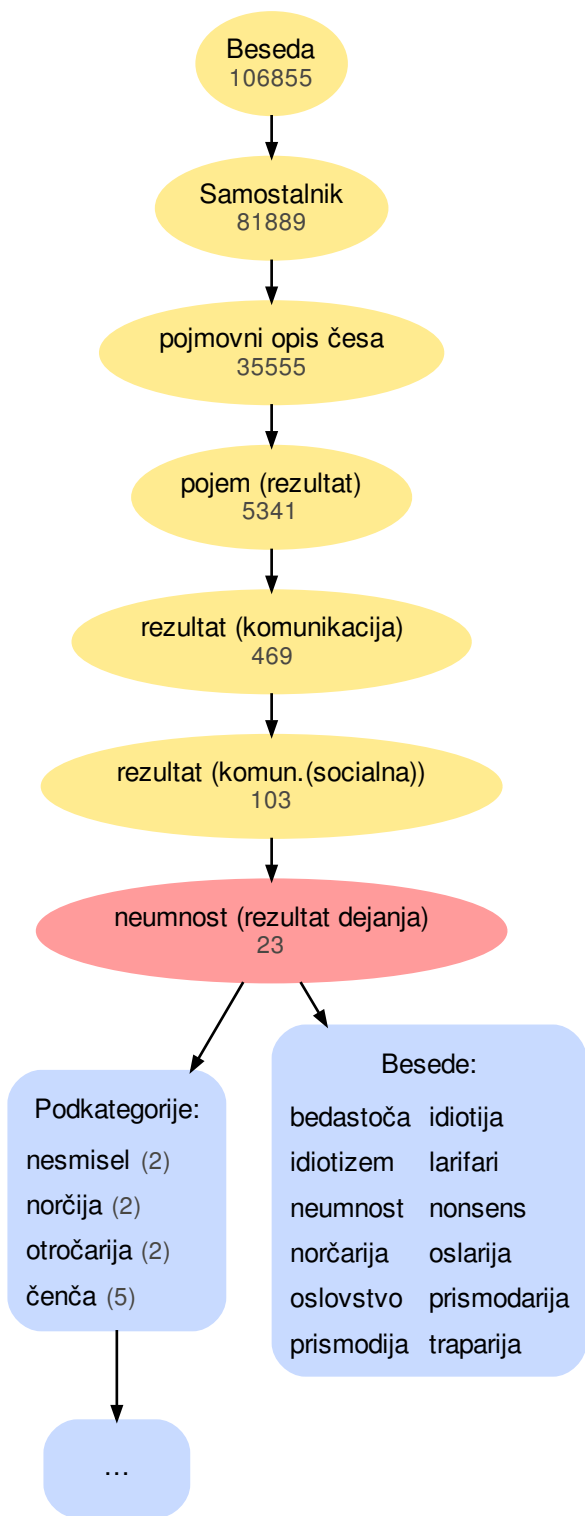 Beseda
106855
Samostalnik
81889
pojmovni opis česa
35555
pojem (rezultat)
5341
rezultat (komunikacija)
469
rezultat (komun.(socialna))
103
neumnost (rezultat dejanja)
23
Podkategorije:
nesmisel (2)
norčija (2)
otročarija (2)
čenča (5)
...
Besede:
bedastoča idiotija
idiotizem larifari
neumnost nonsens
norčarija oslarija
oslovstvo prismodarija
prismodija traparija